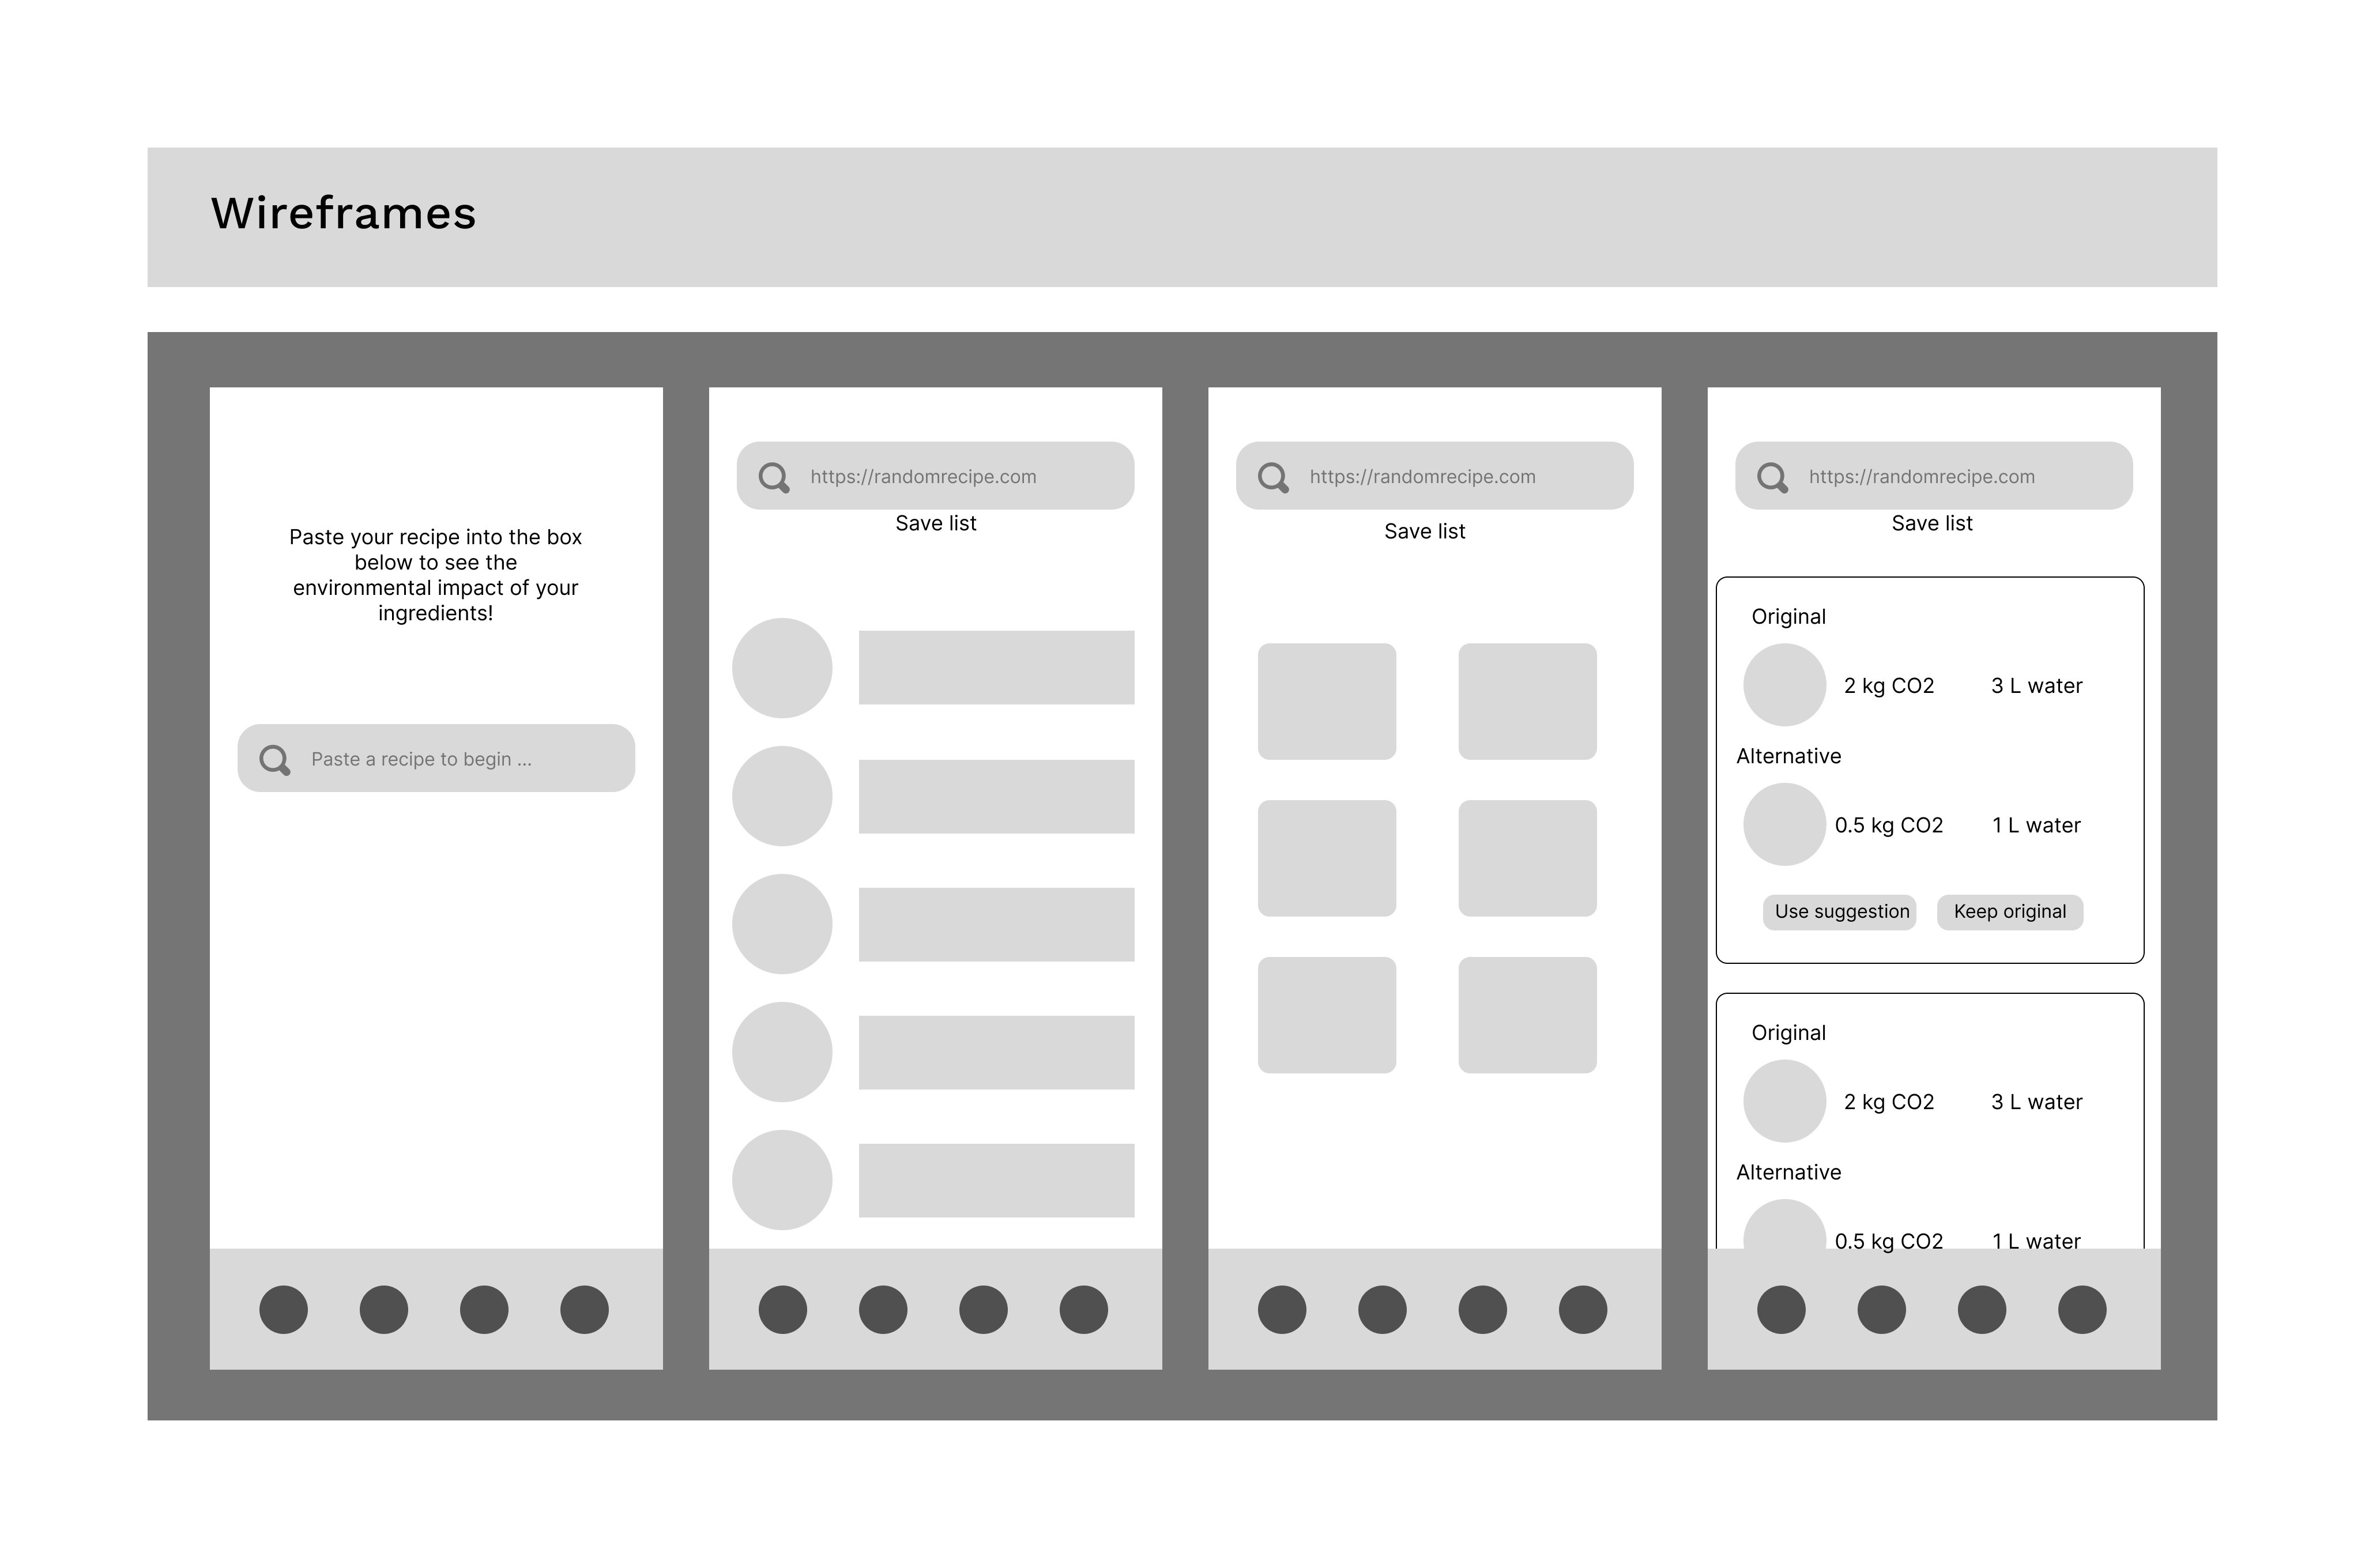 Wireframes
Paste your recipe into the box
below to see the
environmental impact of your
ingredients!
Paste a recipe to begin ...
https://randomrecipe.com
Save list
https://randomrecipe.com
Save list
https://randomrecipe.com
Save list
Original
2 kg CO2 3 L water
Alternative
0.5 kg CO2 1 L water
Use suggestion Keep original
Original
2 kg CO2 3 L water
Alternative
0.5 kg CO2 1 L water